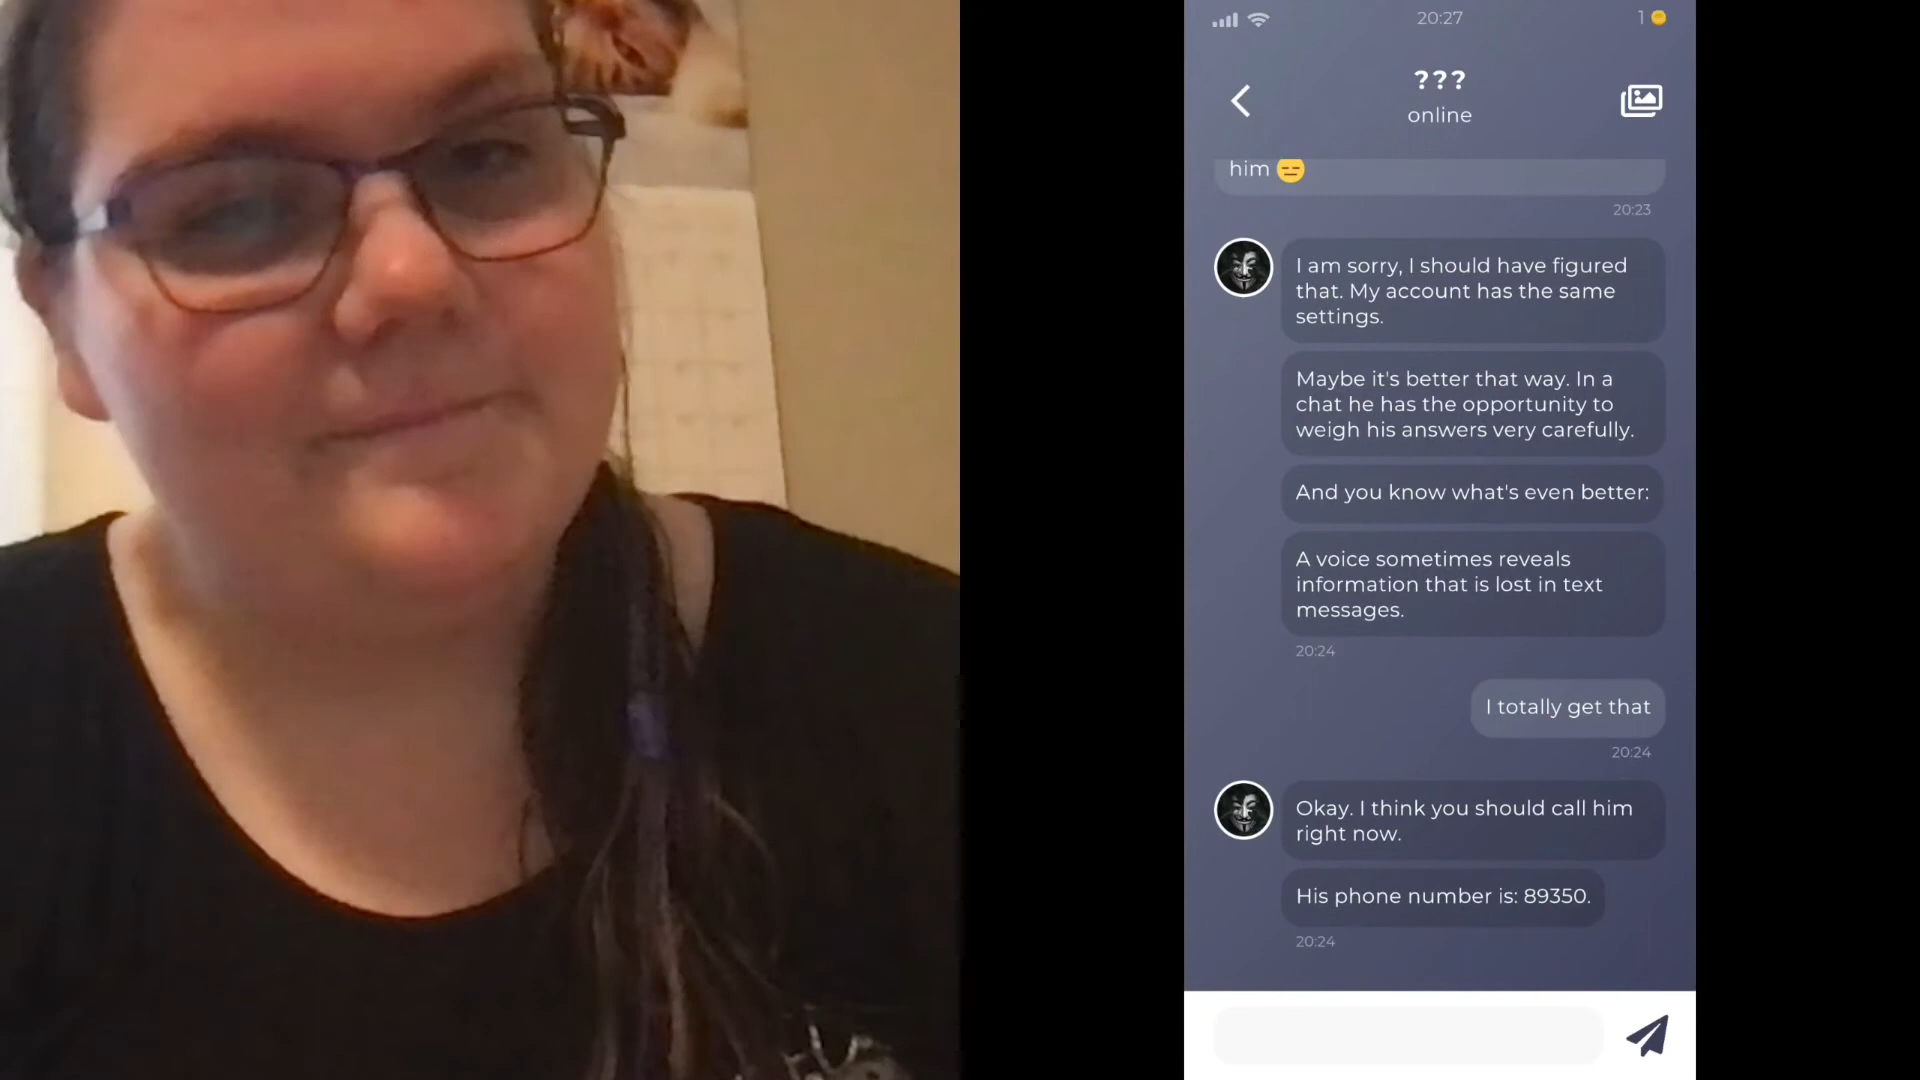 20:27
1
???
online
him 😑
20:23
I am sorry, I should have figured
that. My account has the same
settings.
Maybe it's better that way. In a
chat he has the opportunity to
weigh his answers very carefully.
And you know what's even better:
A voice sometimes reveals
information that is lost in text
messages.
20:24
I totally get that
20:24
Okay. I think you should call him
right now.
His phone number is: 89350.
20:24